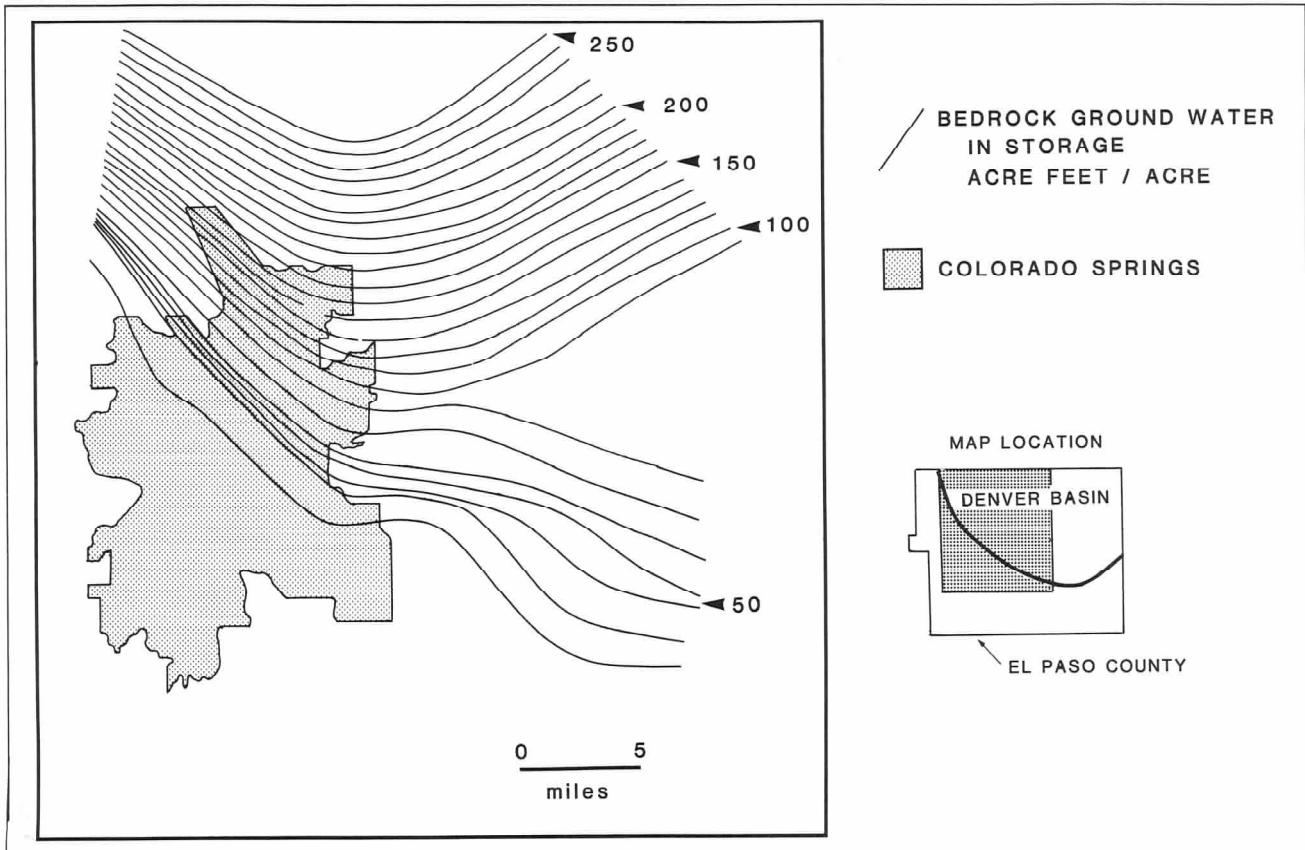 250
200
150
100
50
0 5
miles
BEDROCK GROUND WATER
IN STORAGE
ACRE FEET / ACRE
COLORADO SPRINGS
MAP LOCATION
DENVER BASIN
EL PASO COUNTY